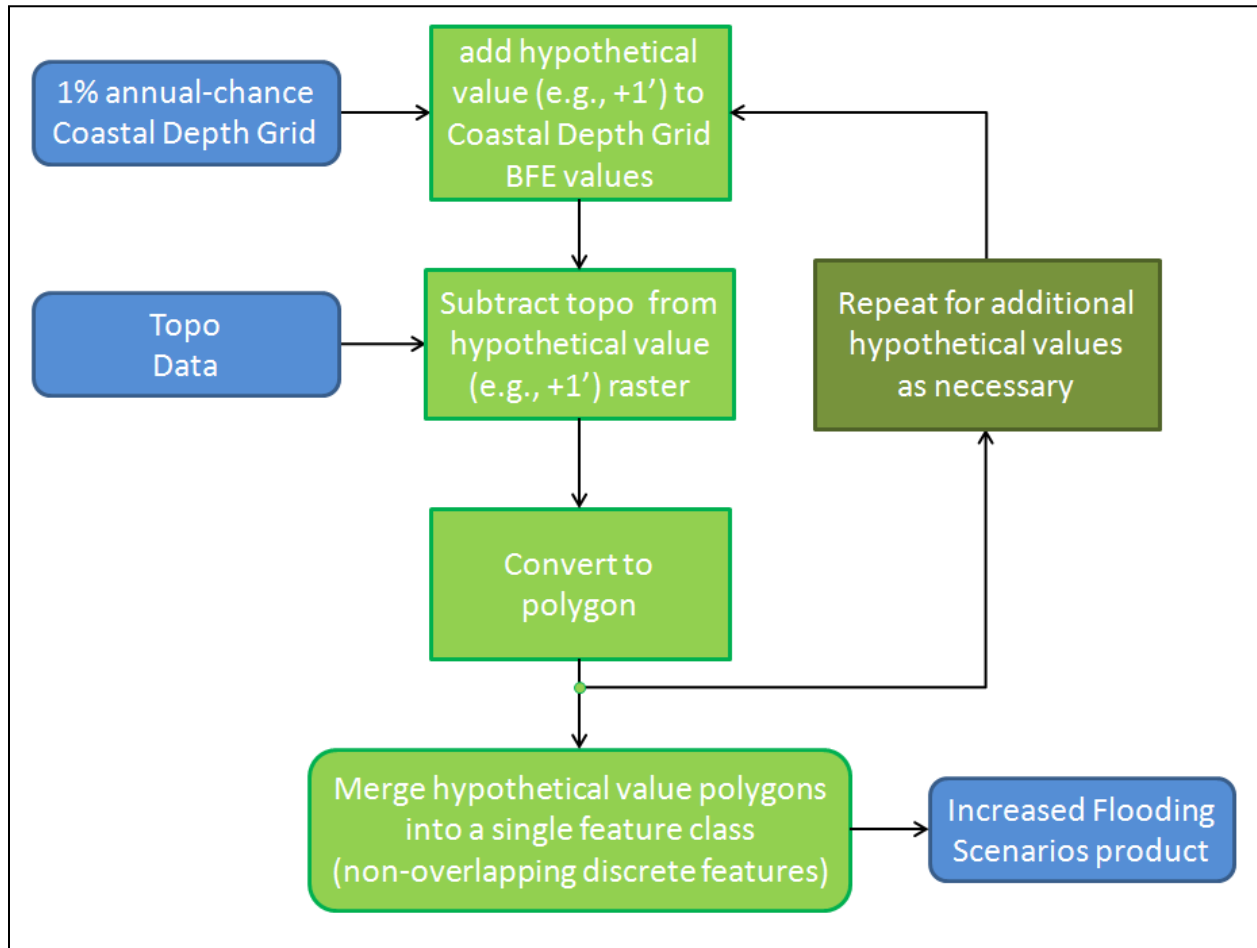 1% annual-chance
Coastal Depth Grid
add hypothetical
value (e.g., +1’) to
Coastal Depth Grid
BFE values
Topo
Data
Subtract topo from
hypothetical value
(e.g., +1’) raster
Repeat for additional
hypothetical values
as necessary
Convert to
polygon
Merge hypothetical value polygons
into a single feature class
(non-overlapping discrete features)
Increased Flooding
Scenarios product